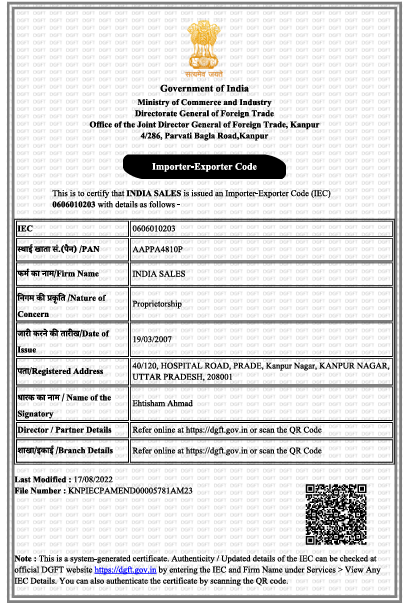 सत्यमेव जयते
Government of India
Ministry of Commerce and Industry
Directorate General of Foreign Trade
Office of the Joint Director General of Foreign Trade, Kanpur
4/286, Parvati Bagla Road,Kanpur
Importer-Exporter Code
This is to certify that INDIA SALES is issued an Importer-Exporter Code (IEC)
0606010203 with details as follows -
IEC 0606010203
स्थाई खाता सं.(पैन) /PAN AAPPA4810P
फर्म का नाम/Firm Name INDIA SALES
निगम की प्रकृति /Nature of
Concern Proprietorship
जारी करने की तारीख/Date of
Issue 19/03/2007
पता/Registered Address 40/120, HOSPITAL ROAD, PRADE, Kanpur Nagar, KANPUR NAGAR,
UTTAR PRADESH, 208001
धारक का नाम / Name of the
Signatory Ehtisham Ahmad
Director / Partner Details Refer online at https://dgft.gov.in or scan the QR Code
शाखा/इकाई /Branch Details Refer online at https://dgft.gov.in or scan the QR Code
Last Modified : 17/08/2022
File Number : KNPIECPAMEND00005781AM23
Note : This is a system-generated certificate. Authenticity / Updated details of the IEC can be checked at
official DGFT website https://dgft.gov.in by entering the IEC and Firm Name under Services > View Any
IEC Details. You can also authenticate the certificate by scanning the QR code.